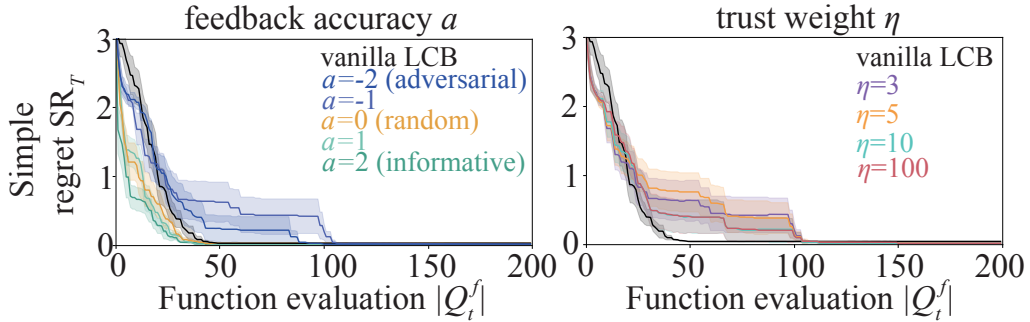 feedback accuracy a
Simple
regret SR_T
3
2
1
0
vanilla LCB
a=-2 (adversarial)
a=-1
a=0 (random)
a=1
a=2 (informative)
0 50 100 150 200
Function evaluation |Q_t^f|
trust weight η
3
2
1
0
vanilla LCB
η=3
η=5
η=10
η=100
0 50 100 150 200
Function evaluation |Q_t^f|